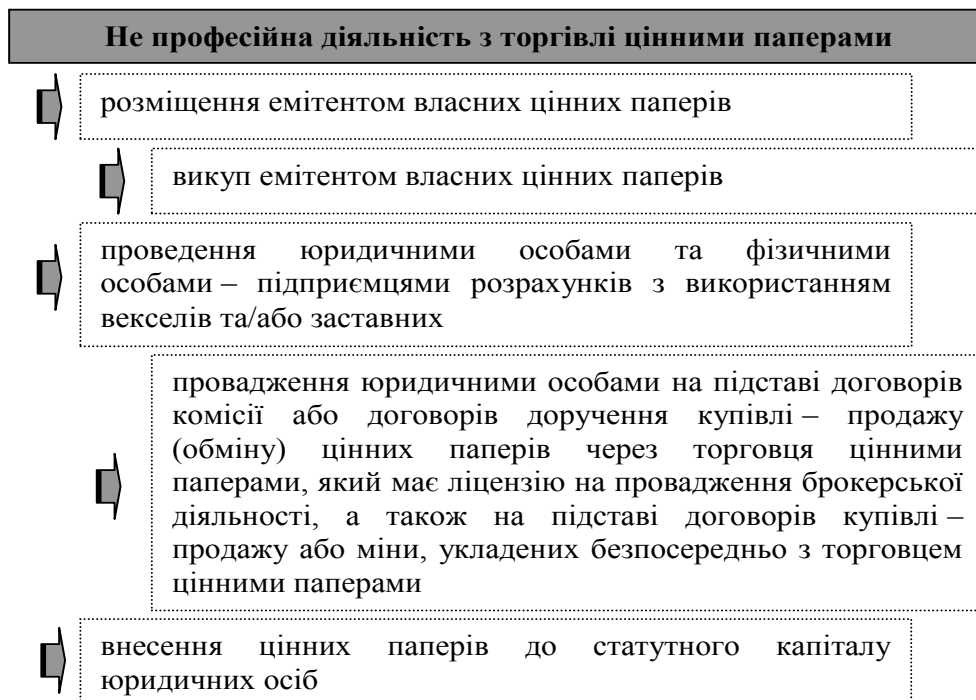 Не професійна діяльність з торгівлі цінними паперами
розміщення емітентом власних цінних паперів
викуп емітентом власних цінних паперів
проведення юридичними особами та фізичними
особами – підприємцями розрахунків з використанням
векселів та/або заставних
провадження юридичними особами на підставі договорів
комісії або договорів доручення купівлі – продажу
(обміну) цінних паперів через торговця цінними
паперами, який має ліцензію на провадження брокерської
діяльності, а також на підставі договорів купівлі –
продажу або міни, укладених безпосередньо з торговцем
цінними паперами
внесення цінних паперів до статутного капіталу
юридичних осіб